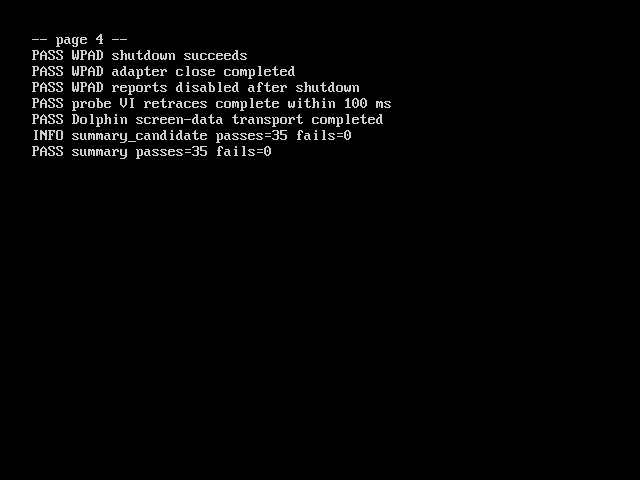 -- page 4 --
PASS WPAD shutdown succeeds
PASS WPAD adapter close completed
PASS WPAD reports disabled after shutdown
PASS probe VI retraces complete within 100 ms
PASS Dolphin screen-data transport completed
INFO summary_candidate passes=35 fails=0
PASS summary passes=35 fails=0